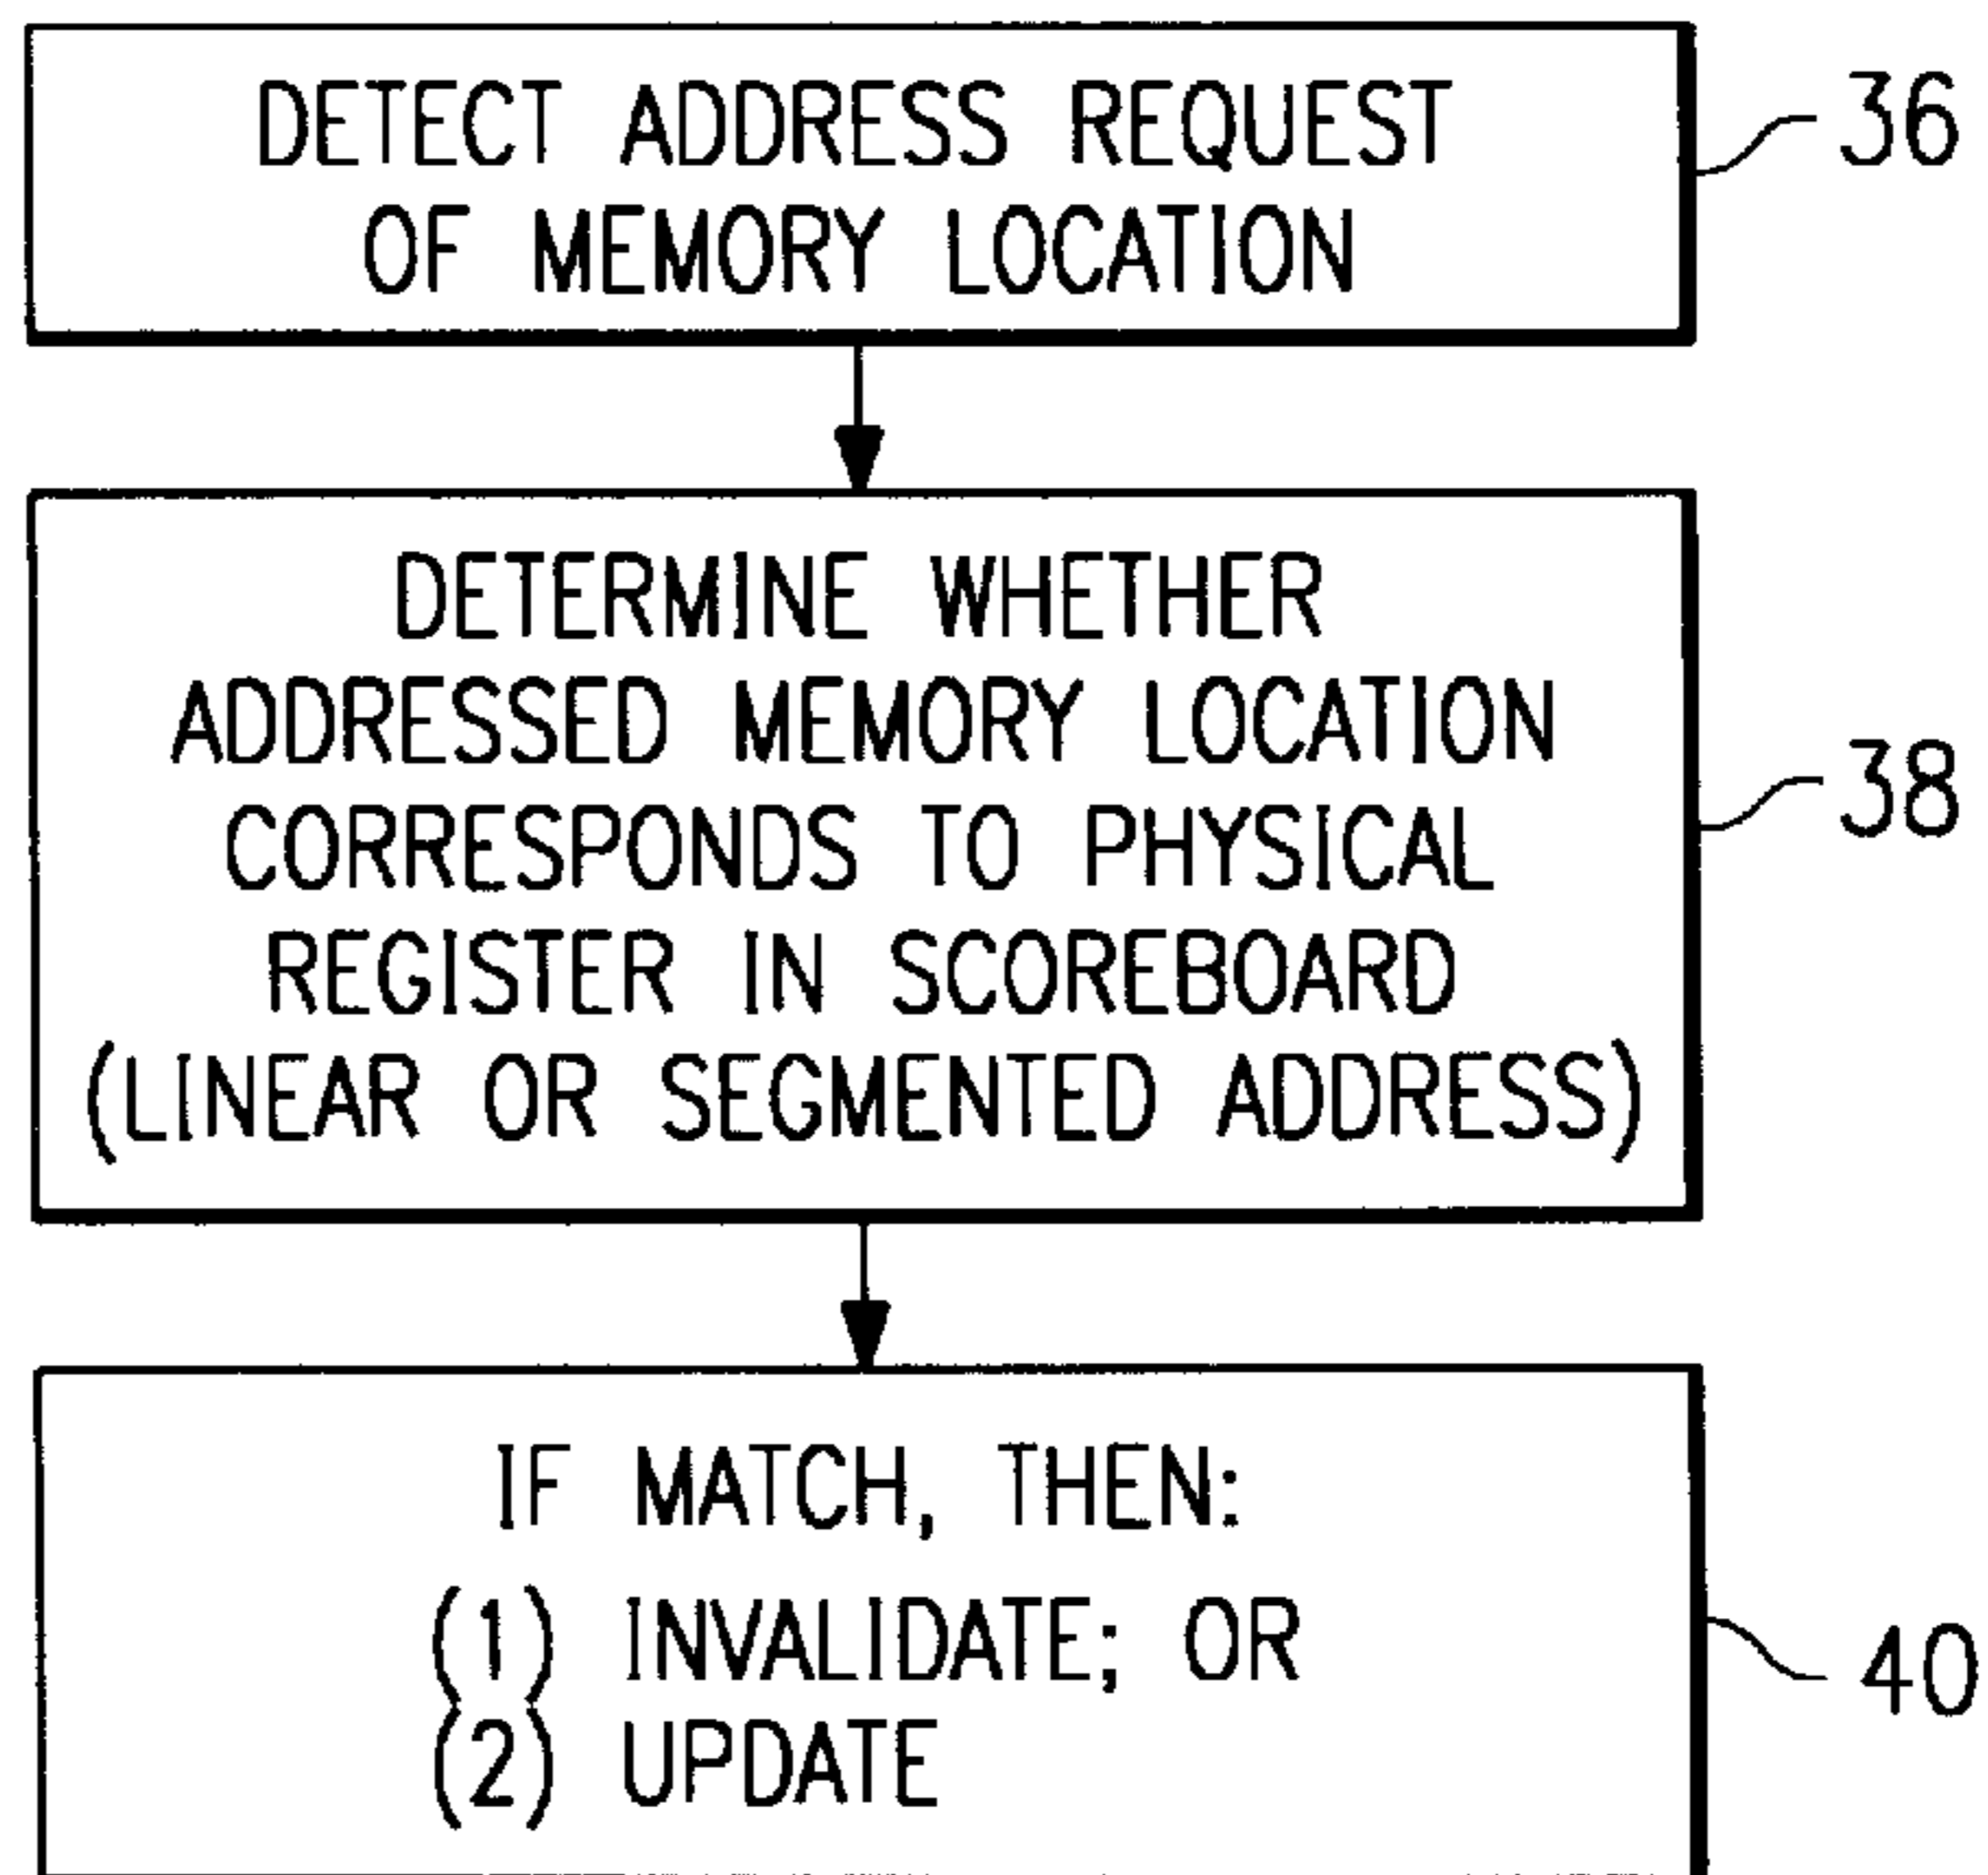 DETECT ADDRESS REQUEST
OF MEMORY LOCATION
36
DETERMINE WHETHER
ADDRESSED MEMORY LOCATION
CORRESPONDS TO PHYSICAL
REGISTER IN SCOREBOARD
(LINEAR OR SEGMENTED ADDRESS)
38
IF MATCH, THEN:
(1) INVALIDATE; OR
(2) UPDATE
40